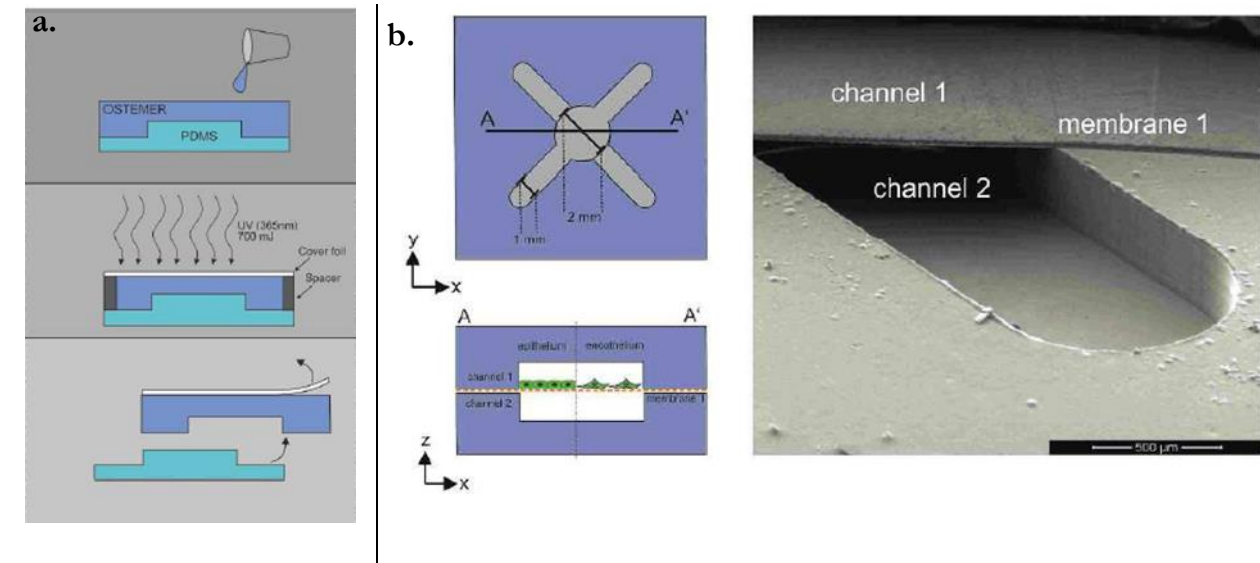 a.
OSTEMER
PDMS
UV (365nm)
700 mJ
Cover foil
Spacer
b.
A
A'
2 mm
1 mm
y
x
A
A'
epithelium
endothelium
channel 1
channel 2
membrane 1
z
x
channel 1
membrane 1
channel 2
500 µm